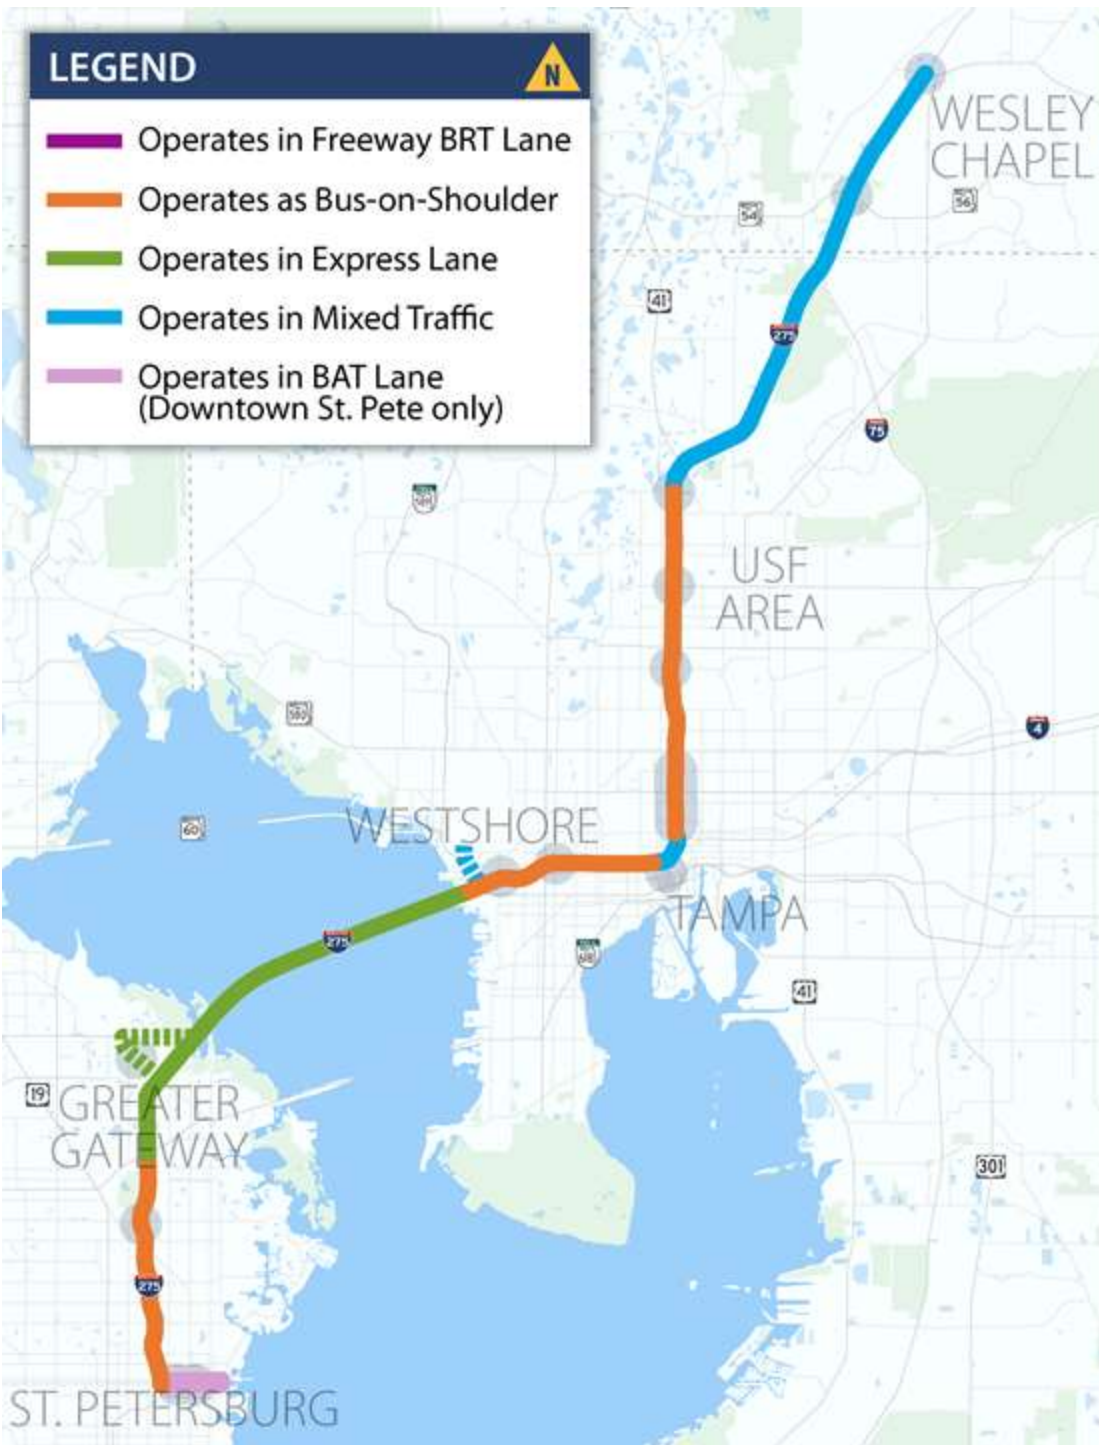 LEGEND
N
Operates in Freeway BRT Lane
Operates as Bus-on-Shoulder
Operates in Express Lane
Operates in Mixed Traffic
Operates in BAT Lane
(Downtown St. Pete only)
WESLEY
CHAPEL
54
56
41
275
75
589
USF
AREA
580
4
60
WESTSHORE
TAMPA
275
618
41
19
GREATER
GATEWAY
301
275
ST. PETERSBURG